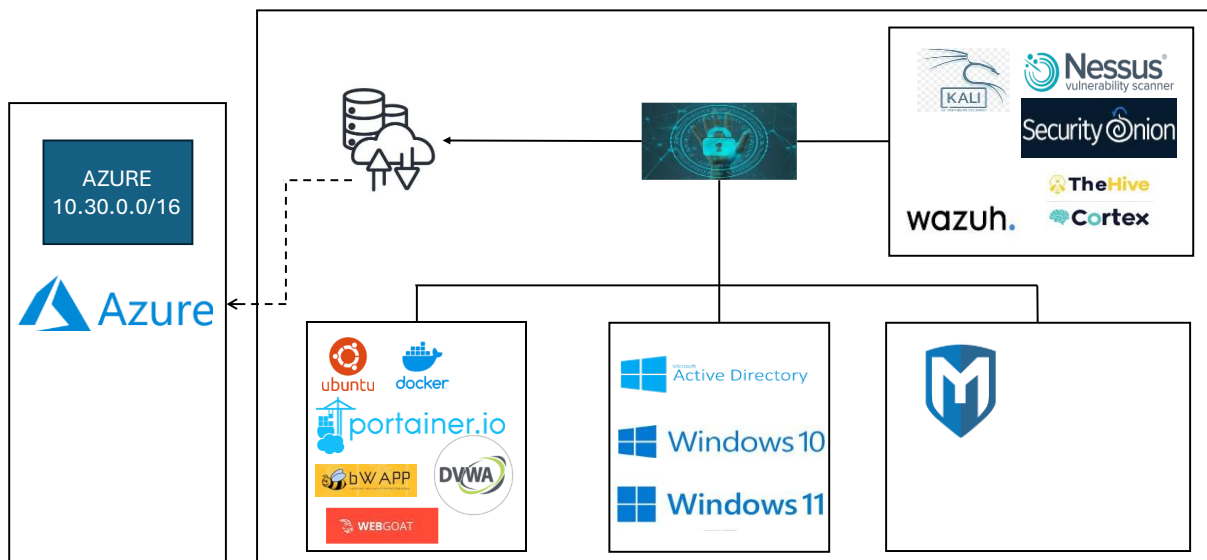 AZURE
10.30.0.0/16
Azure
KALI
Nessus®
vulnerability scanner
Security Onion
TheHive
Cortex
wazuh.
ubuntu
docker
portainer.io
bWAPP
DVWA
WEBGOAT
Microsoft
Active Directory
Windows 10
Windows 11